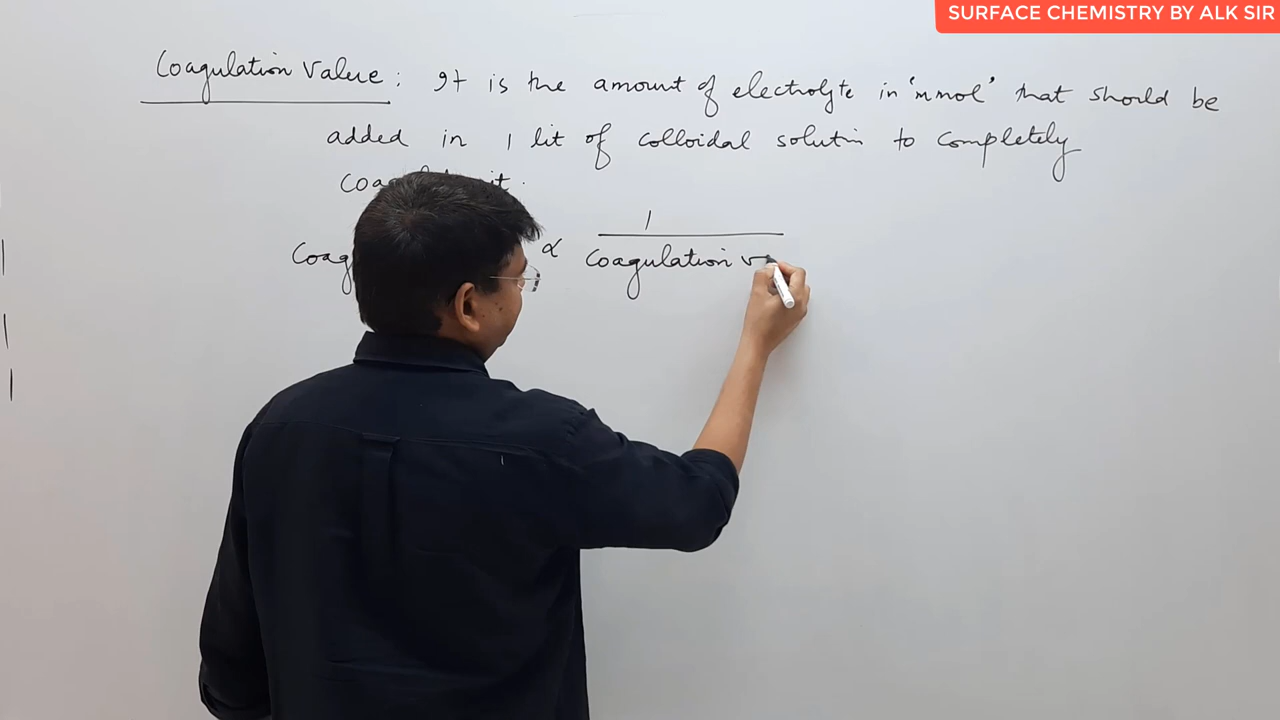 SURFACE CHEMISTRY BY ALK SIR
Coagulation Value : It is the amount of electrolyte in 'mmol' that should be
added in 1 lit of colloidal solutin to completely
it.
∝ 1
Coagulation v